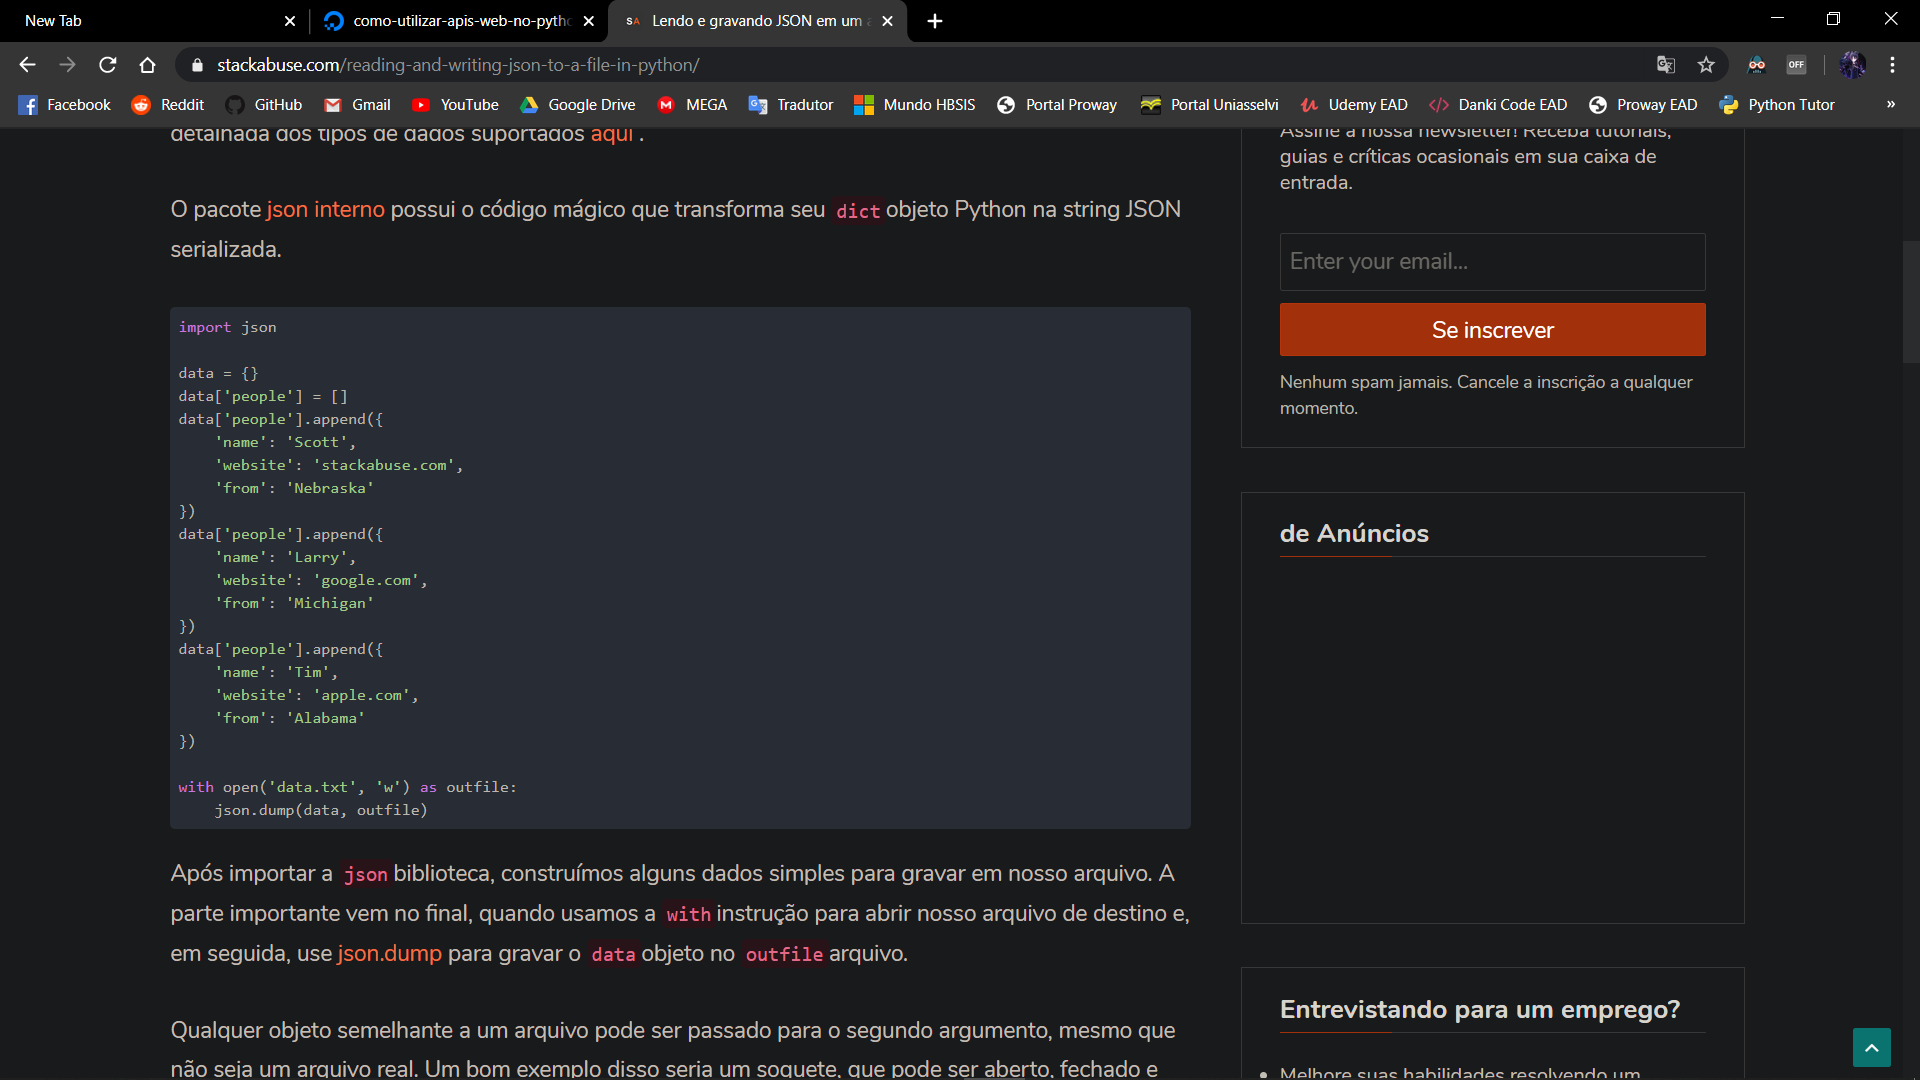 New Tab
como-utilizar-apis-web-no-pytho
SA Lendo e gravando JSON em um a
stackabuse.com/reading-and-writing-json-to-a-file-in-python/
OFF
Facebook Reddit GitHub Gmail YouTube Google Drive MEGA Tradutor Mundo HBSIS Portal Proway Portal Uniasselvi Udemy EAD Danki Code EAD Proway EAD Python Tutor »
detalhada dos tipos de dados suportados aqui .
O pacote json interno possui o código mágico que transforma seu dict objeto Python na string JSON
serializada.
import json
data = {}
data['people'] = []
data['people'].append({
    'name': 'Scott',
    'website': 'stackabuse.com',
    'from': 'Nebraska'
})
data['people'].append({
    'name': 'Larry',
    'website': 'google.com',
    'from': 'Michigan'
})
data['people'].append({
    'name': 'Tim',
    'website': 'apple.com',
    'from': 'Alabama'
})
with open('data.txt', 'w') as outfile:
    json.dump(data, outfile)
Após importar a json biblioteca, construímos alguns dados simples para gravar em nosso arquivo. A
parte importante vem no final, quando usamos a with instrução para abrir nosso arquivo de destino e,
em seguida, use json.dump para gravar o data objeto no outfile arquivo.
Qualquer objeto semelhante a um arquivo pode ser passado para o segundo argumento, mesmo que
não seja um arquivo real. Um bom exemplo disso seria um soquete, que pode ser aberto, fechado e
Assine a nossa newsletter! Receba tutoriais,
guias e críticas ocasionais em sua caixa de
entrada.
Enter your email...
Se inscrever
Nenhum spam jamais. Cancele a inscrição a qualquer
momento.
de Anúncios
Entrevistando para um emprego?
• Melhore suas habilidades resolvendo um